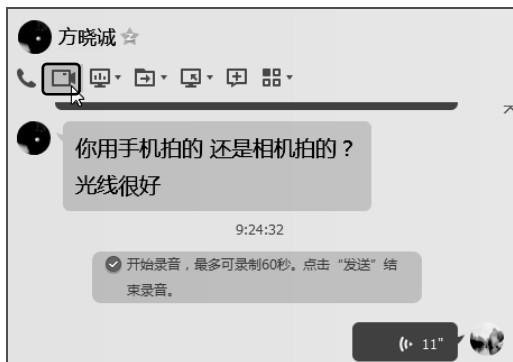 方晓诚
你用手机拍的 还是相机拍的？
光线很好
9:24:32
开始录音，最多可录制60秒。点击“发送”结
束录音。
11"